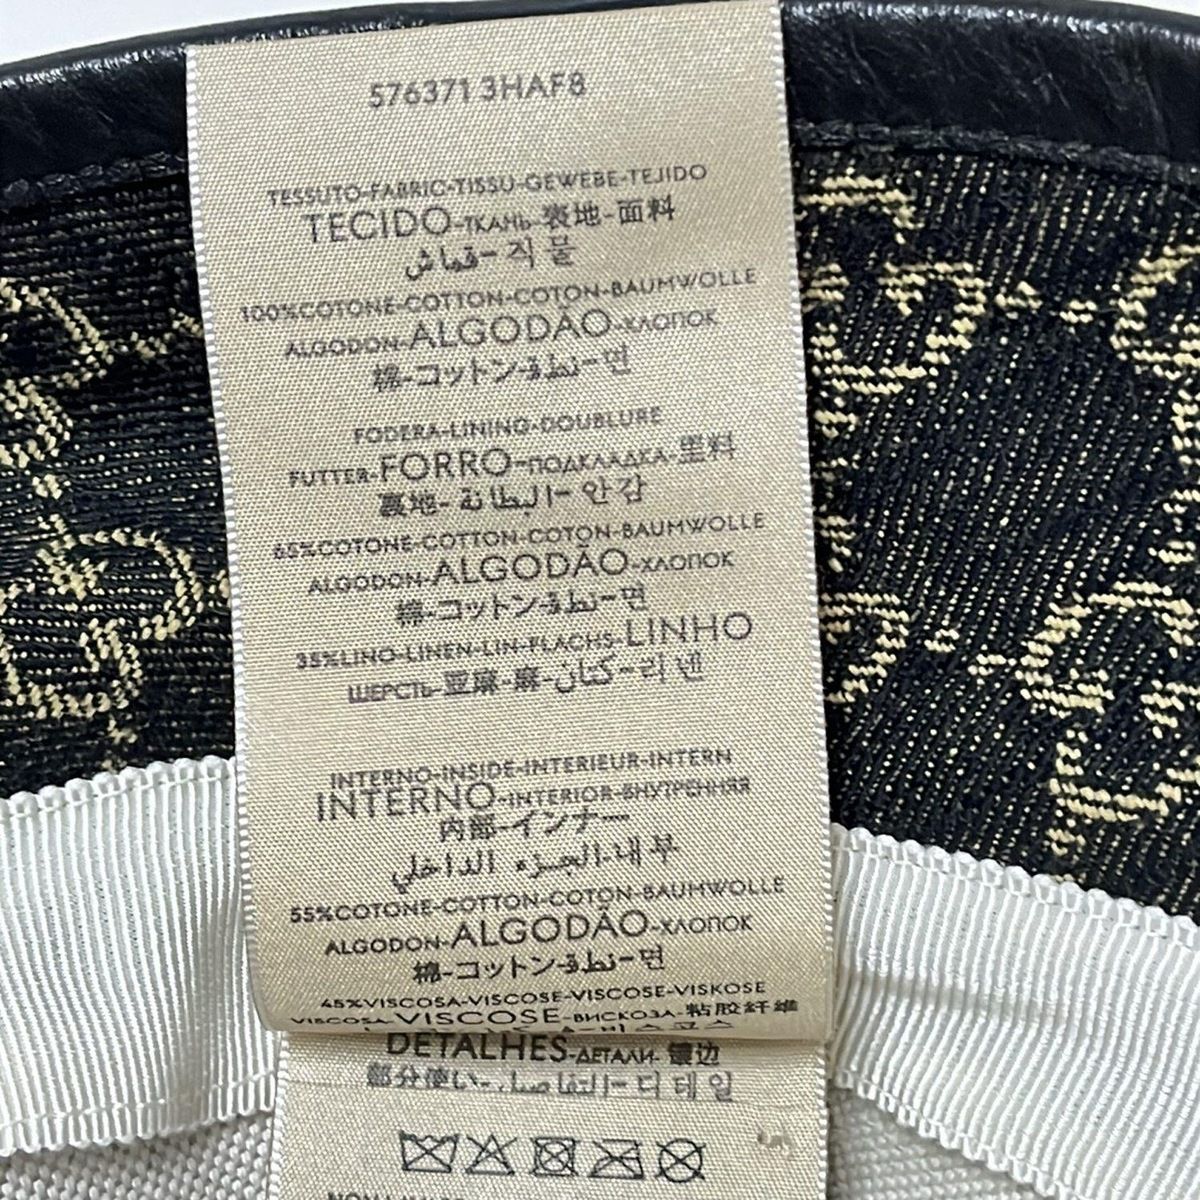 576371 3HAF8
TESSUTO-FABRIC-TISSU-GEWEBE-TEJIDO
TECIDO-ТКАНЬ-表地-面料
قماش-직물
100%COTONE-COTTON-COTON-BAUMWOLLE
ALGODON-ALGODÃO-ХЛОПОК
棉-コットン-قطن-면
FODERA-LINING-DOUBLURE
FUTTER-FORRO-ПОДКЛАДКА-里料
裏地-البطانة-안감
65%COTONE-COTTON-COTON-BAUMWOLLE
ALGODON-ALGODÃO-ХЛОПОК
棉-コットン-قطن-면
35%LINO-LINEN-LIN-FLACHS-LINHO
ШЕРСТЬ-亚麻-麻-كتان-리넨
INTERNO-INSIDE-INTERIEUR-INTERN
INTERNO-INTERIOR-ВНУТРЕННЯЯ
内部-インナー
الجزء الداخلي-내부
55%COTONE-COTTON-COTON-BAUMWOLLE
ALGODON-ALGODÃO-ХЛОПОК
棉-コットン-قطن-면
45%VISCOSA-VISCOSE-VISCOSE-VISKOSE
VISCOSA-VISCOSE-ВИСКОЗА-粘胶纤维
DETALHES-ДЕТАЛИ-镶边
部分使い-التفاصيل-디테일